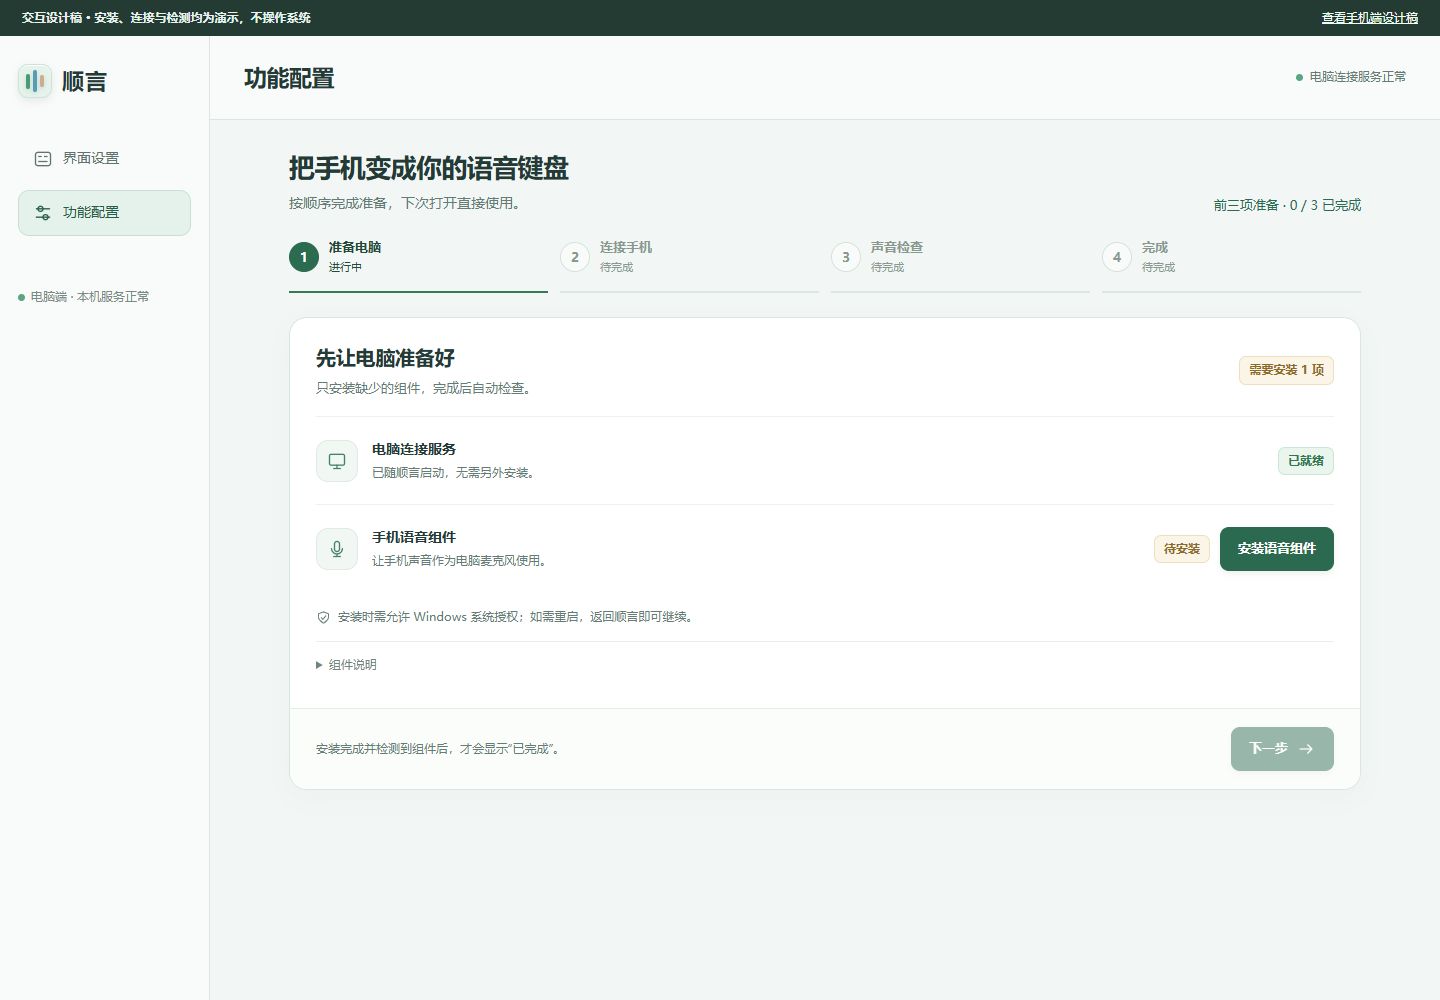 交互设计稿 · 安装、连接与检测均为演示，不操作系统
查看手机端设计稿
顺言
功能配置
电脑连接服务正常
界面设置
功能配置
电脑端 · 本机服务正常
把手机变成你的语音键盘
按顺序完成准备，下次打开直接使用。
前三项准备 · 0 / 3 已完成
1 准备电脑
进行中
2 连接手机
待完成
3 声音检查
待完成
4 完成
待完成
先让电脑准备好
只安装缺少的组件，完成后自动检查。
需要安装 1 项
电脑连接服务
已随顺言启动，无需另外安装。
已就绪
手机语音组件
让手机声音作为电脑麦克风使用。
待安装
安装语音组件
安装时需允许 Windows 系统授权；如需重启，返回顺言即可继续。
组件说明
安装完成并检测到组件后，才会显示“已完成”。
下一步 →